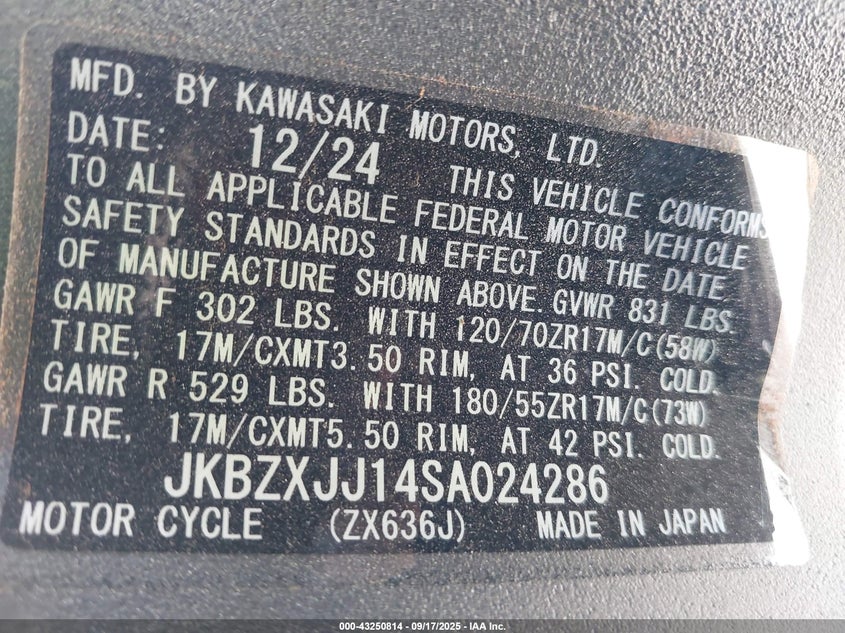 MFD. BY KAWASAKI MOTORS, LTD.
DATE: 12/24 THIS VEHICLE CONFORMS
TO ALL APPLICABLE FEDERAL MOTOR VEHICLE
SAFETY STANDARDS IN EFFECT ON THE DATE
OF MANUFACTURE SHOWN ABOVE. GVWR 831 LBS.
GAWR F 302 LBS. WITH 120/70ZR17M/C(58W)
TIRE, 17M/CXMT3.50 RIM, AT 36 PSI. COLD.
GAWR R 529 LBS. WITH 180/55ZR17M/C(73W)
TIRE, 17M/CXMT5.50 RIM, AT 42 PSI. COLD.
JKBZXJJ14SA024286
MOTOR CYCLE (ZX636J) MADE IN JAPAN
000-43250814 - 09/17/2025 - IAA Inc.